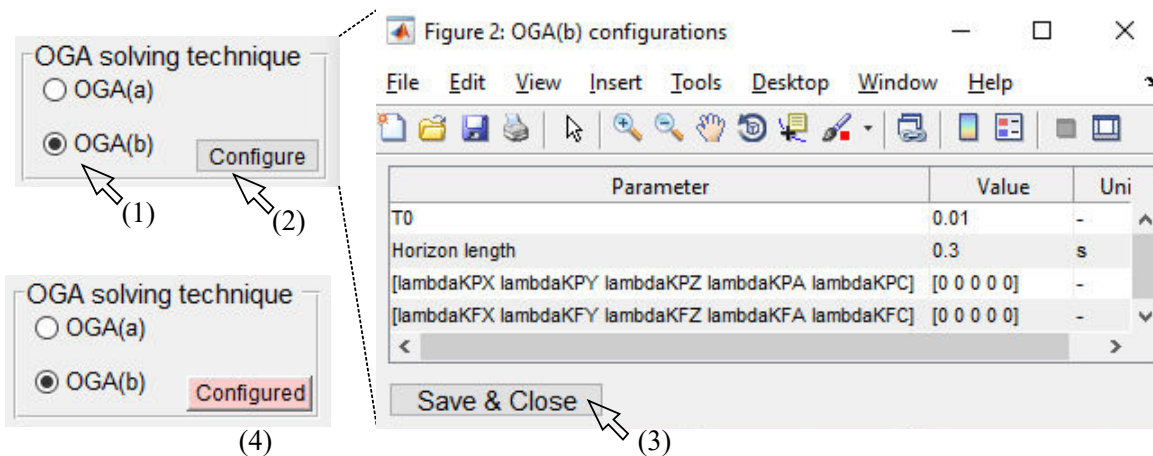 OGA solving technique
OGA(a)
OGA(b)
Configure
(1)
(2)
Figure 2: OGA(b) configurations
File Edit View Insert Tools Desktop Window Help
Parameter Value Uni
T0 0.01 -
Horizon length 0.3 s
[lambdaKPX lambdaKPY lambdaKPZ lambdaKPA lambdaKPC] [0 0 0 0 0] -
[lambdaKFX lambdaKFY lambdaKFZ lambdaKFA lambdaKFC] [0 0 0 0 0] -
Save & Close
(3)
OGA solving technique
OGA(a)
OGA(b)
Configured
(4)